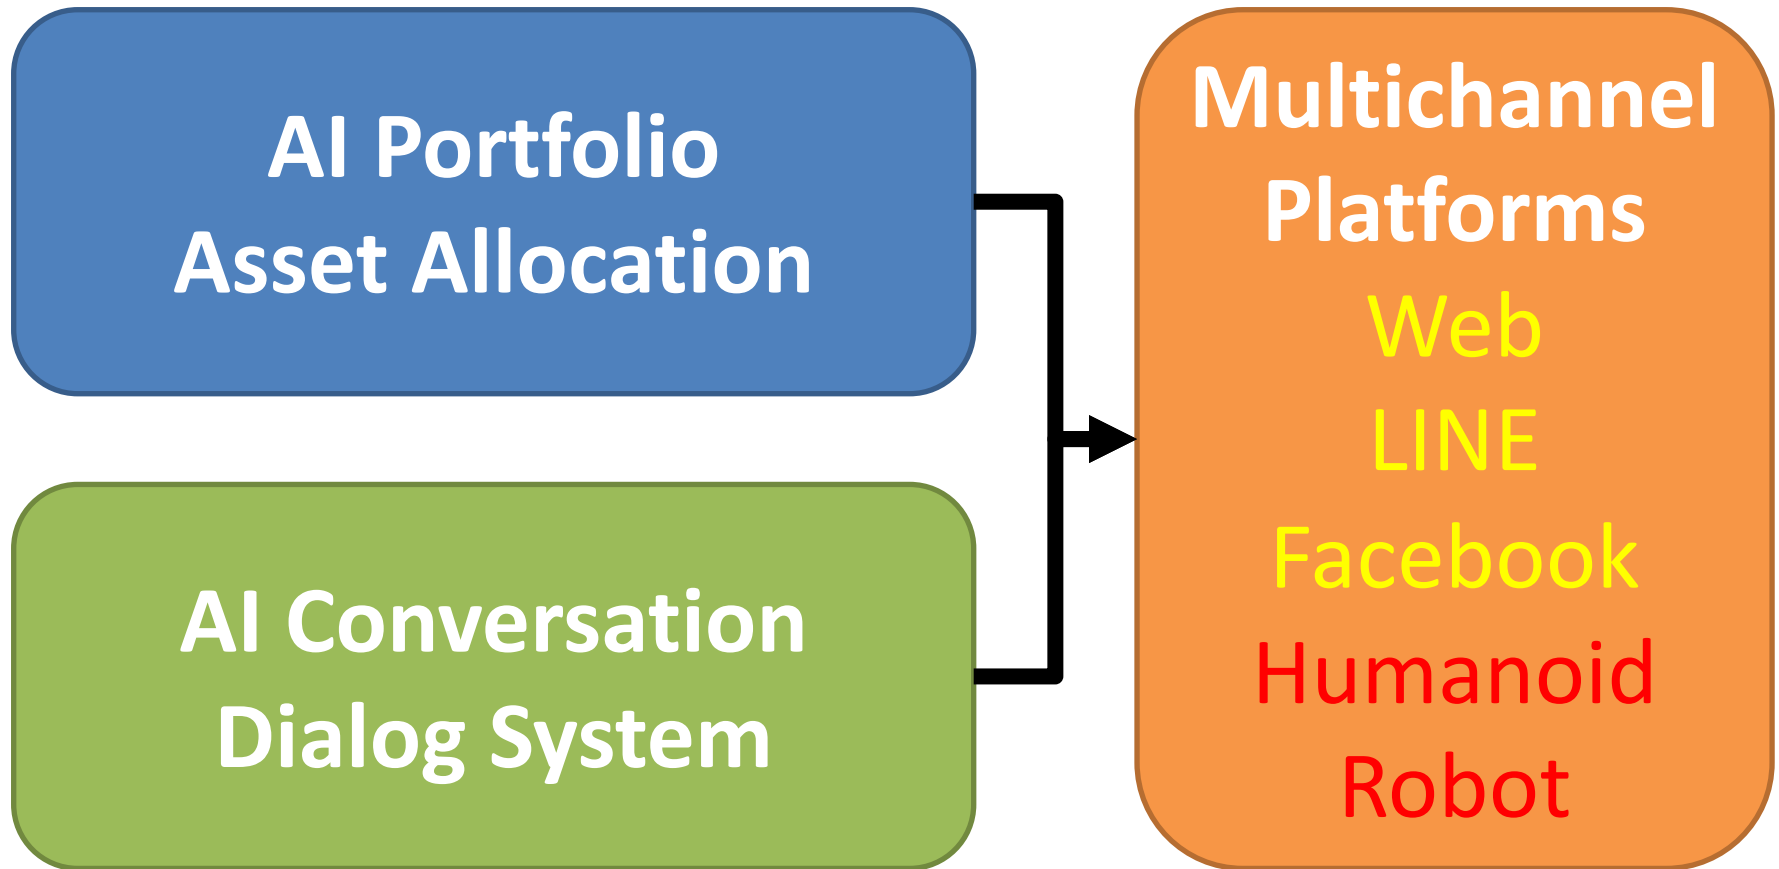 AI Portfolio
Asset Allocation
AI Conversation
Dialog System
Multichannel
Platforms
Web
LINE
Facebook
Humanoid
Robot